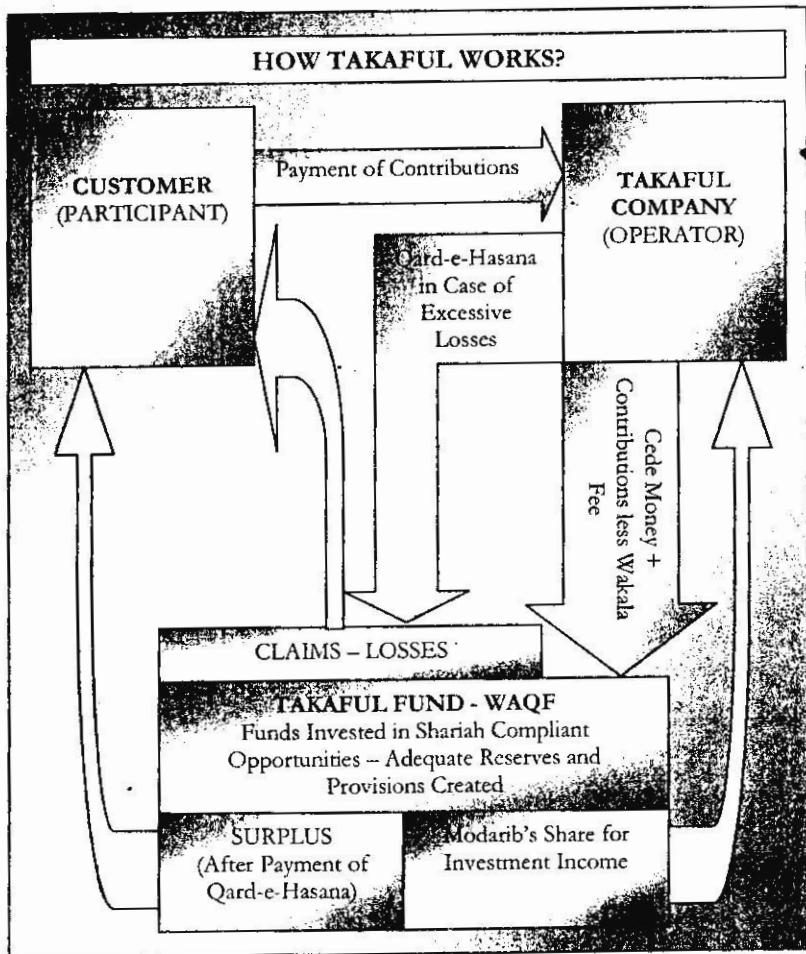 HOW TAKAFUL WORKS?
CUSTOMER
(PARTICIPANT)
Payment of Contributions
TAKAFUL
COMPANY
(OPERATOR)
Qard-e-Hasana
in Case of
Excessive
Losses
Cede Money +
Contributions less Wakala
Fee
CLAIMS – LOSSES
TAKAFUL FUND - WAQF
Funds Invested in Shariah Compliant
Opportunities – Adequate Reserves and
Provisions Created
SURPLUS
(After Payment of
Qard-e-Hasana)
Modarib's Share for
Investment Income